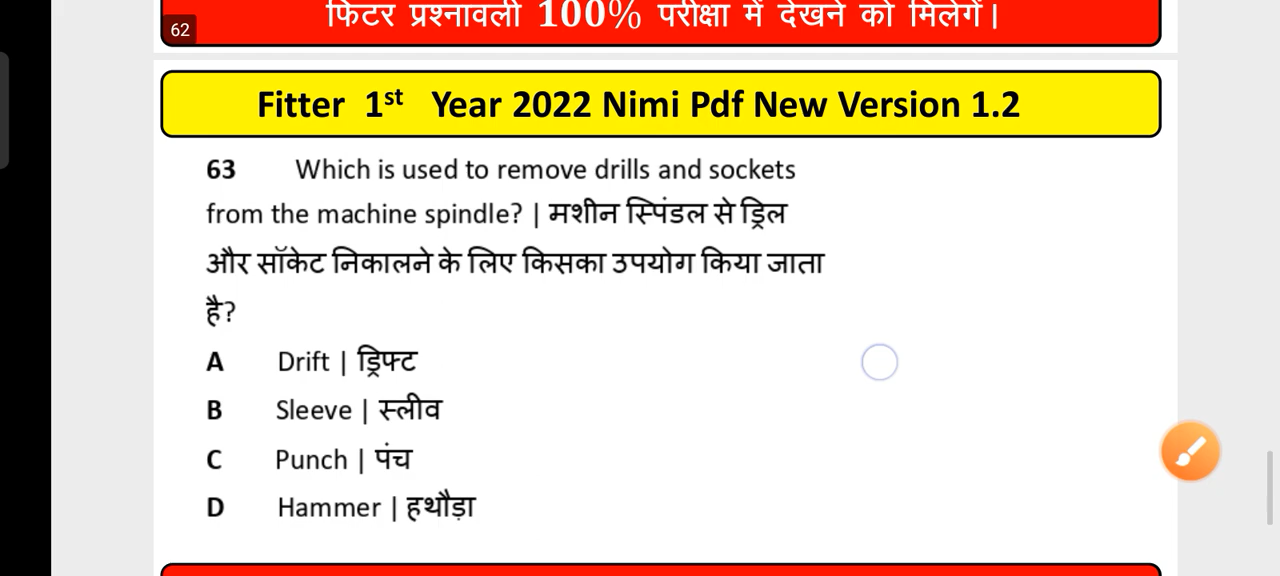 फिटर प्रश्नावली 100% परीक्षा में देखने को मिलेगें।
62
Fitter 1st Year 2022 Nimi Pdf New Version 1.2
63 Which is used to remove drills and sockets
from the machine spindle? | मशीन स्पिंडल से ड्रिल
और सॉकेट निकालने के लिए किसका उपयोग किया जाता
है?
A Drift | ड्रिफ्ट
B Sleeve | स्लीव
C Punch | पंच
D Hammer | हथौड़ा